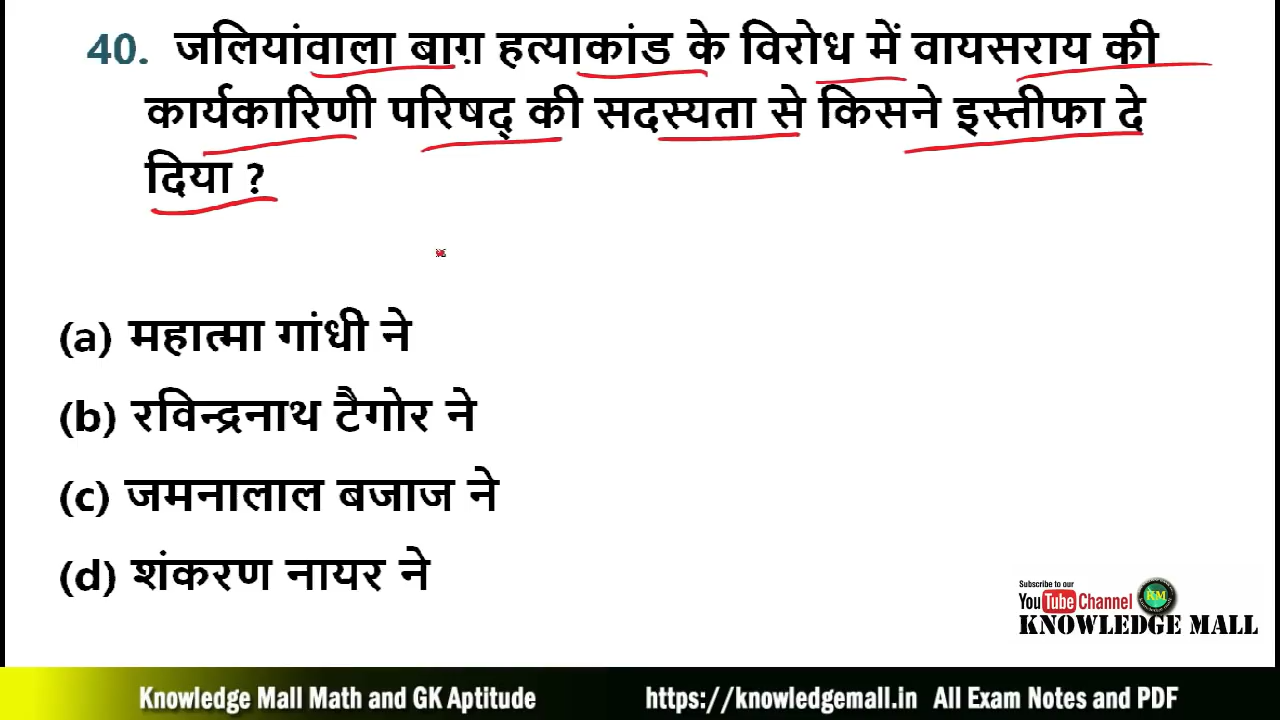 40. जलियांवाला बाग़ हत्याकांड के विरोध में वायसराय की
कार्यकारिणी परिषद् की सदस्यता से किसने इस्तीफा दे
दिया ?
(a) महात्मा गांधी ने
(b) रविन्द्रनाथ टैगोर ने
(c) जमनालाल बजाज ने
(d) शंकरण नायर ने
Subscribe to our
YouTube Channel KM
KNOWLEDGE MALL
Knowledge Mall Math and GK Aptitude https://knowledgemall.in All Exam Notes and PDF